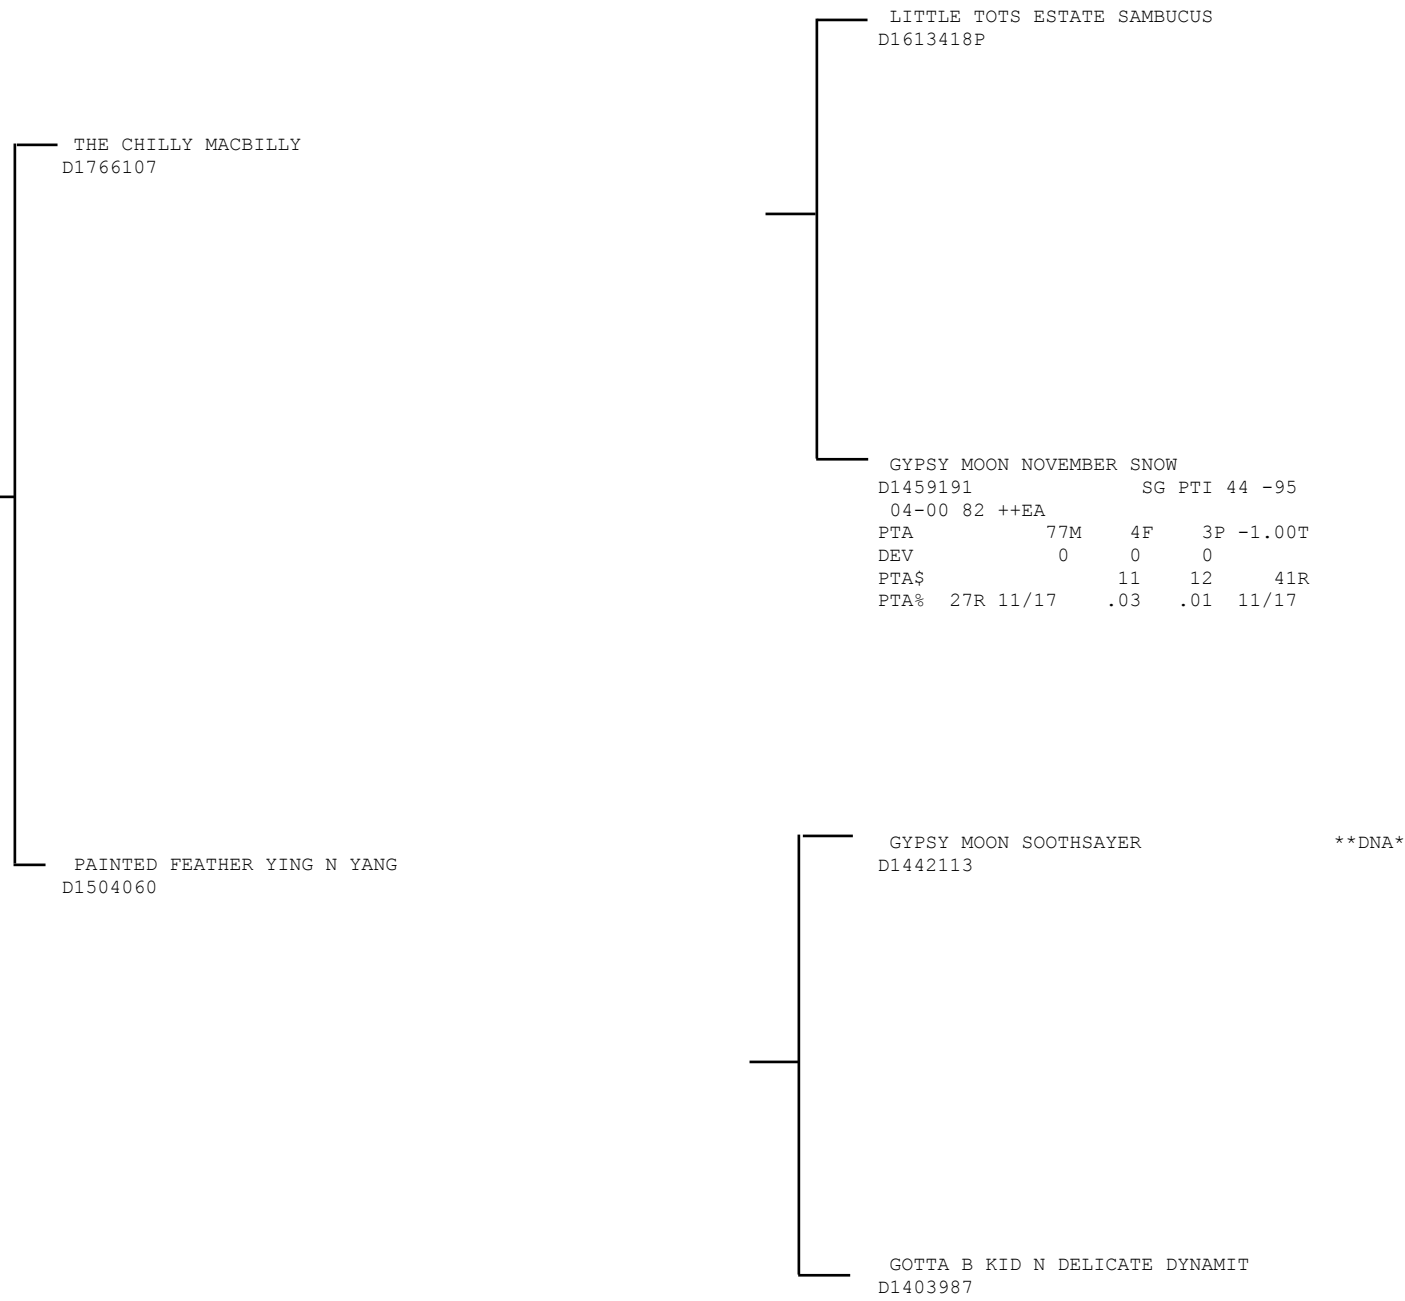 LITTLE TOTS ESTATE SAMBUCUS
D1613418P
THE CHILLY MACBILLY
D1766107
GYPSY MOON NOVEMBER SNOW
D1459191 SG PTI 44 -95
04-00 82 ++EA
PTA 77M 4F 3P -1.00T
DEV 0 0 0
PTA$ 11 12 41R
PTA% 27R 11/17 .03 .01 11/17
GYPSY MOON SOOTHSAYER **DNA*
D1442113
PAINTED FEATHER YING N YANG
D1504060
GOTTA B KID N DELICATE DYNAMIT
D1403987